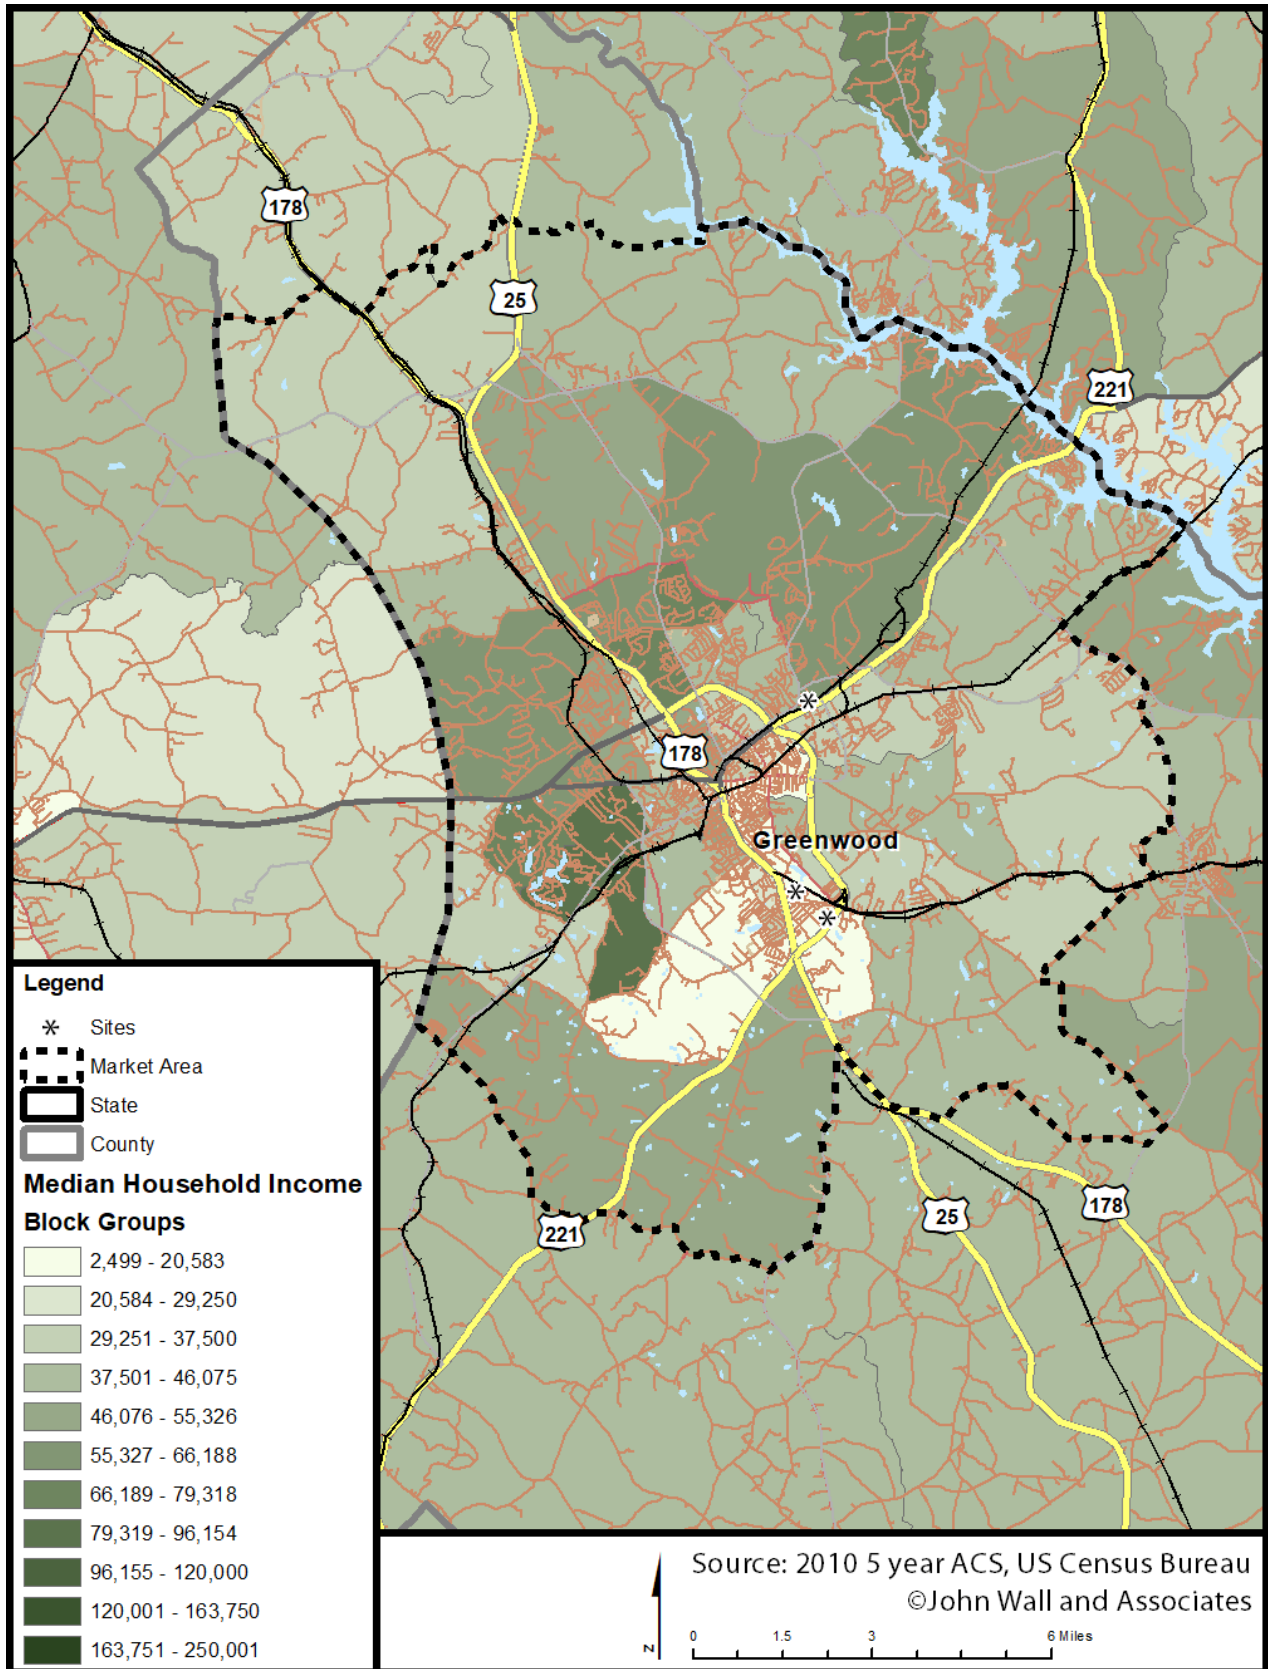 178
25
221
178
Greenwood
221
25
178
Legend
Sites
Market Area
State
County
Median Household Income
Block Groups
2,499 - 20,583
20,584 - 29,250
29,251 - 37,500
37,501 - 46,075
46,076 - 55,326
55,327 - 66,188
66,189 - 79,318
79,319 - 96,154
96,155 - 120,000
120,001 - 163,750
163,751 - 250,001
Source: 2010 5 year ACS, US Census Bureau
©John Wall and Associates
N
0 1.5 3 6 Miles